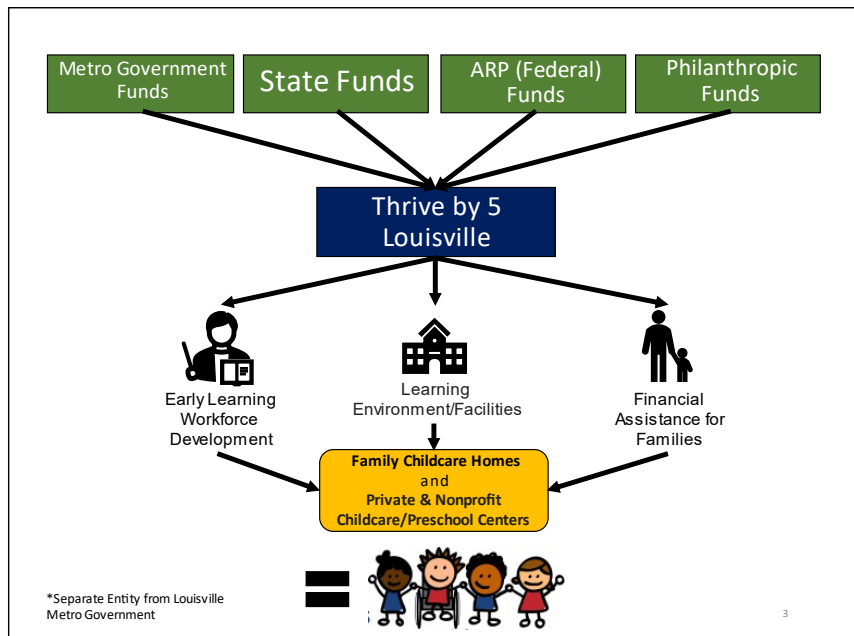 Metro Government
Funds
State Funds
ARP (Federal)
Funds
Philanthropic
Funds
Thrive by 5
Louisville
Early Learning
Workforce
Development
Learning
Environment/Facilities
Financial
Assistance for
Families
Family Childcare Homes
and
Private & Nonprofit
Childcare/Preschool Centers
*Separate Entity from Louisville
Metro Government
3